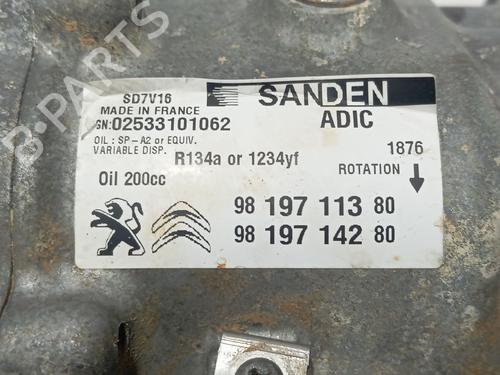 SD7V16
MADE IN FRANCE
SN:02533101062
OIL : SP-A2 or EQUIV.
VARIABLE DISP.
Oil 200cc
SANDEN
ADIC
R134a or 1234yf
1876
ROTATION
98 197 113 80
98 197 142 80
B-PARTS